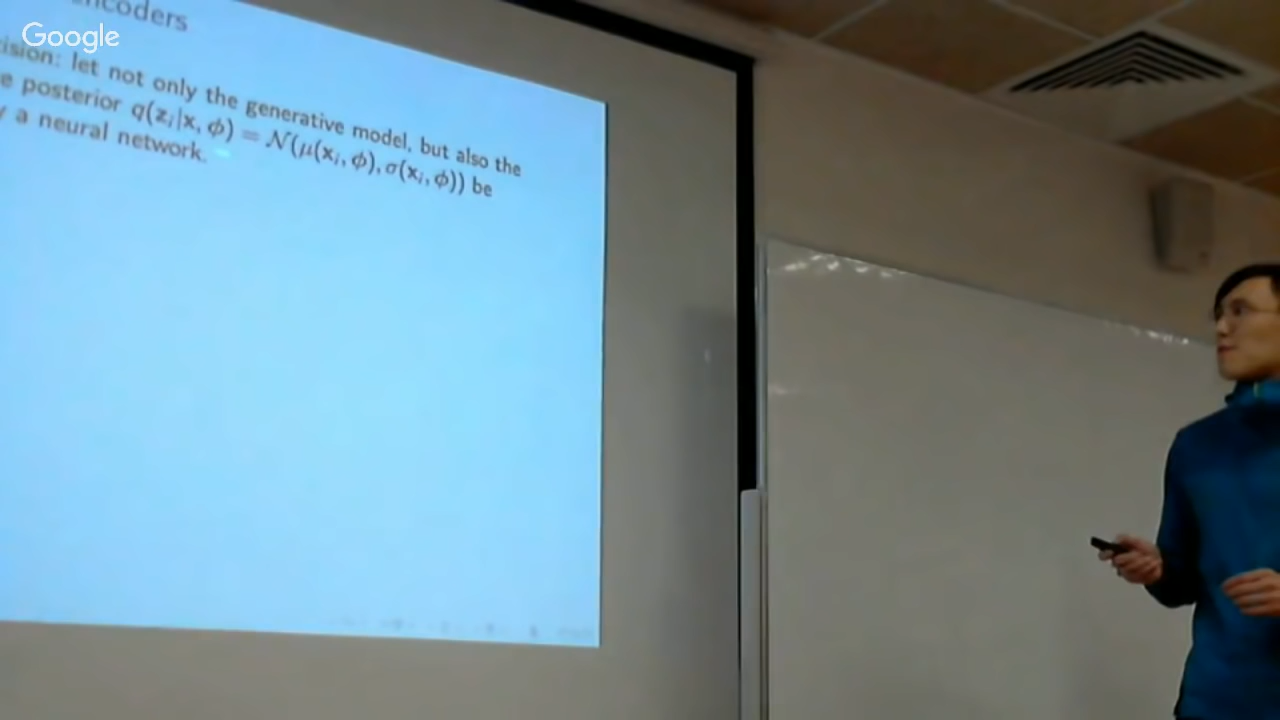 Google
ncoders
ision: let not only the generative model, but also the
e posterior q(z_i|x, ϕ) = 𝒩(μ(x_i, ϕ), σ(x_i, ϕ)) be
y a neural network.